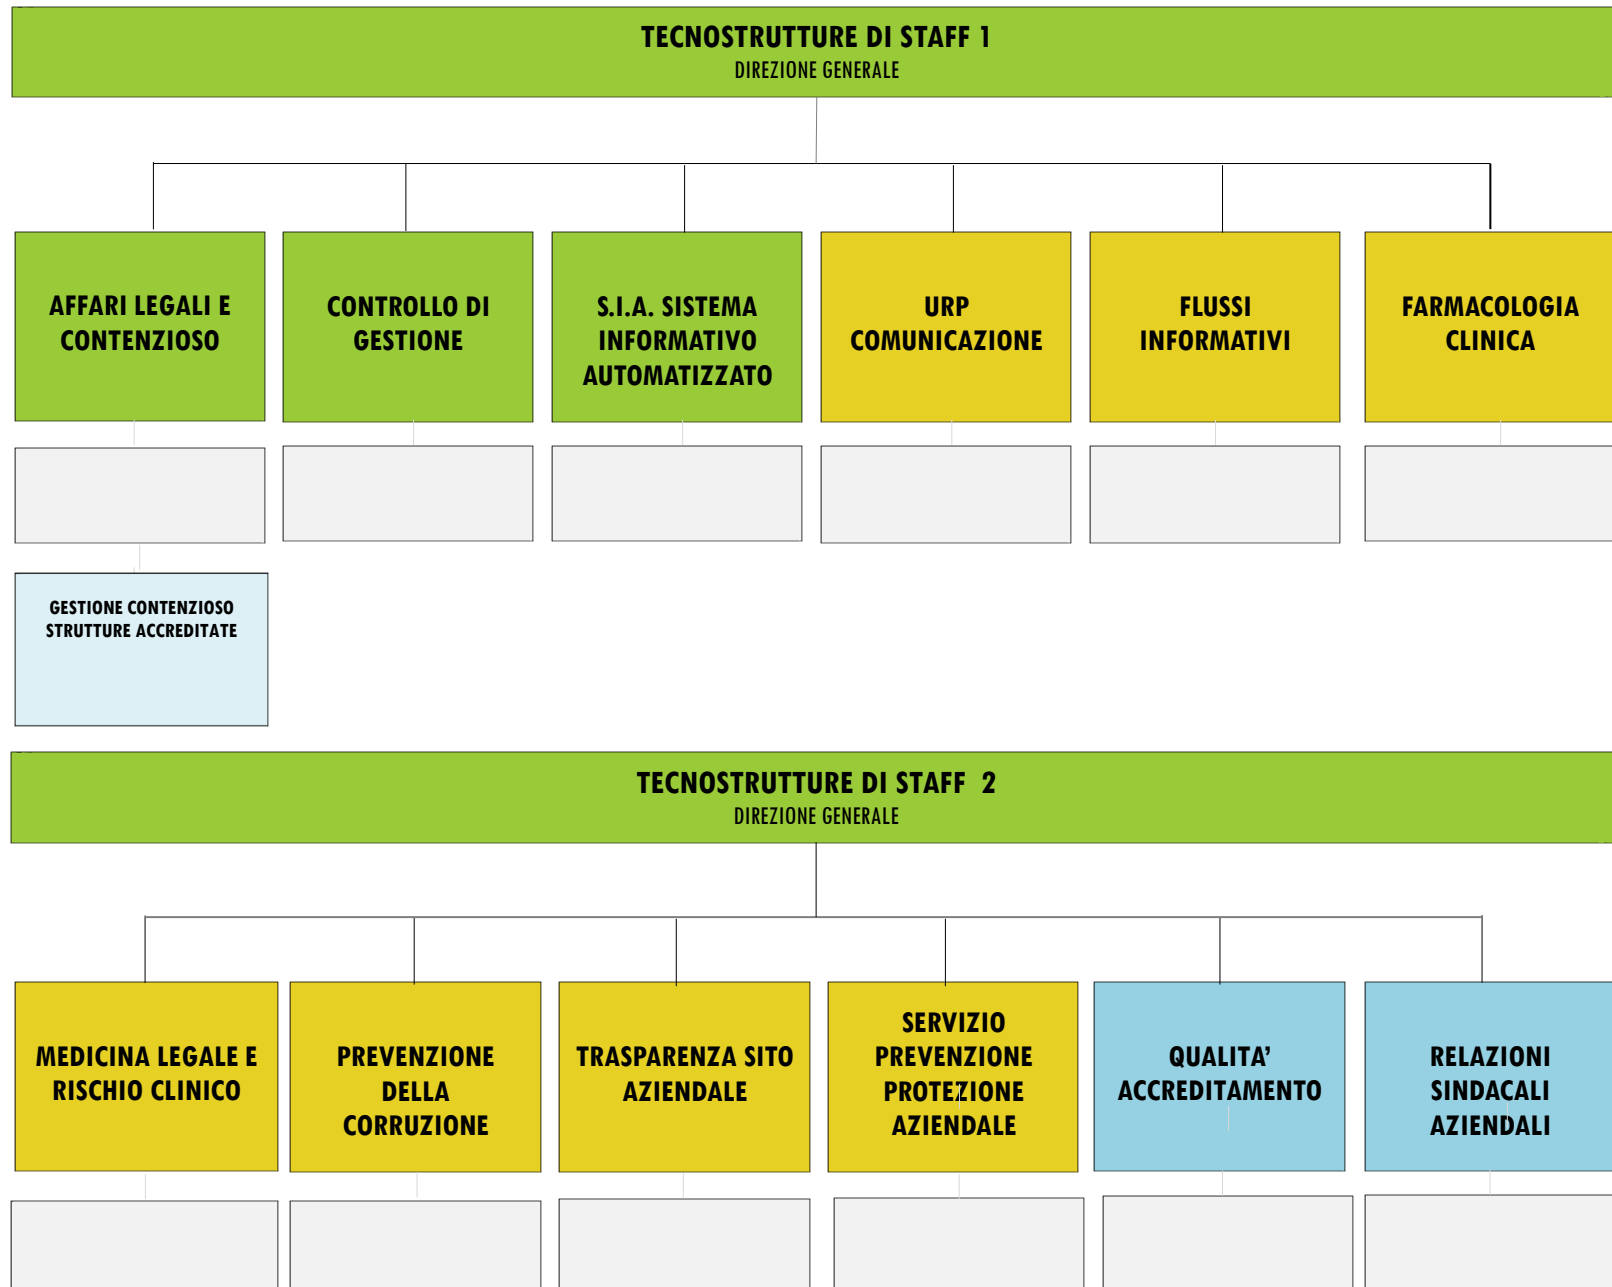 TECNOSTRUTTURE DI STAFF 1
DIREZIONE GENERALE
AFFARI LEGALI E
CONTENZIOSO
CONTROLLO DI
GESTIONE
S.I.A. SISTEMA
INFORMATIVO
AUTOMATIZZATO
URP
COMUNICAZIONE
FLUSSI
INFORMATIVI
FARMACOLOGIA
CLINICA
GESTIONE CONTENZIOSO
STRUTTURE ACCREDITATE
TECNOSTRUTTURE DI STAFF 2
DIREZIONE GENERALE
MEDICINA LEGALE E
RISCHIO CLINICO
PREVENZIONE
DELLA
CORRUZIONE
TRASPARENZA SITO
AZIENDALE
SERVIZIO
PREVENZIONE
PROTEZIONE
AZIENDALE
QUALITA’
ACCREDITAMENTO
RELAZIONI
SINDACALI
AZIENDALI